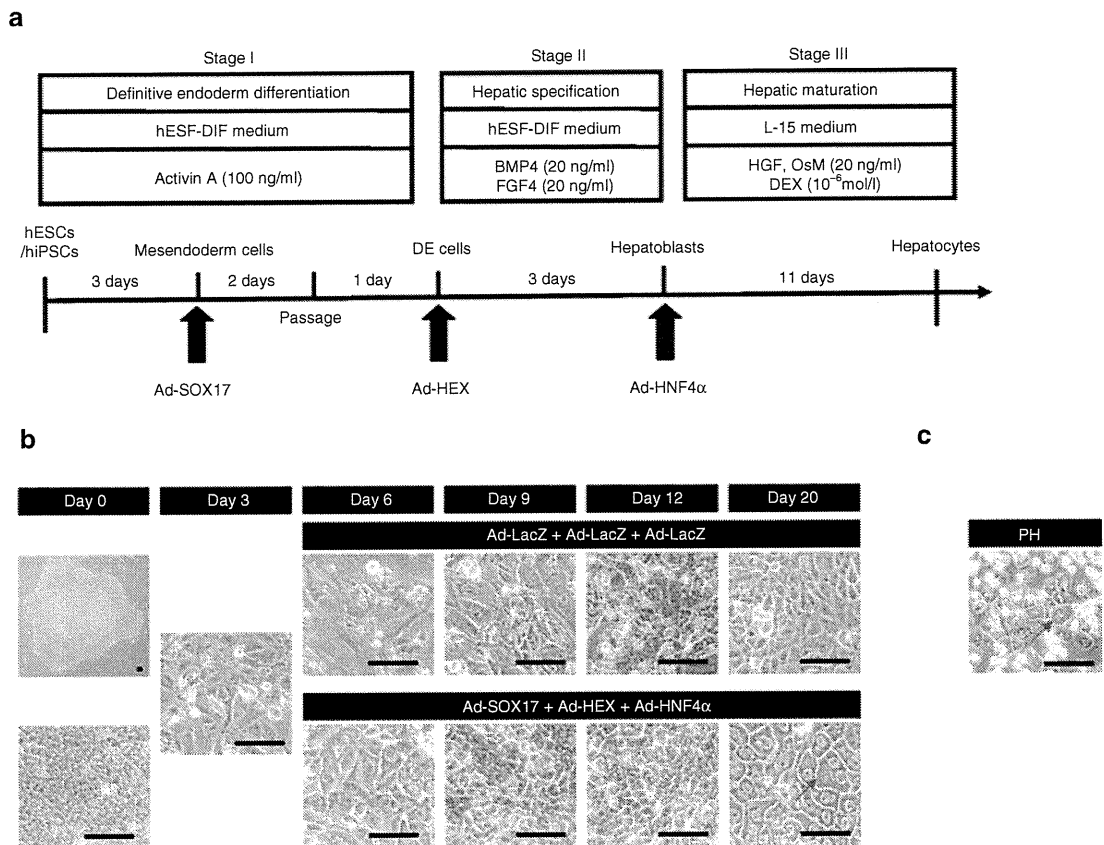 a
Stage I
Stage II
Stage III
Definitive endoderm differentiation
Hepatic specification
Hepatic maturation
hESF-DIF medium
hESF-DIF medium
L-15 medium
Activin A (100 ng/ml)
BMP4 (20 ng/ml)
FGF4 (20 ng/ml)
HGF, OsM (20 ng/ml)
DEX (10⁻⁶mol/l)
hESCs
/hiPSCs
Mesendoderm cells
DE cells
Hepatoblasts
Hepatocytes
3 days
2 days
1 day
3 days
11 days
Passage
Ad-SOX17
Ad-HEX
Ad-HNF4α
b
c
Day 0
Day 3
Day 6
Day 9
Day 12
Day 20
Ad-LacZ + Ad-LacZ + Ad-LacZ
PH
Ad-SOX17 + Ad-HEX + Ad-HNF4α